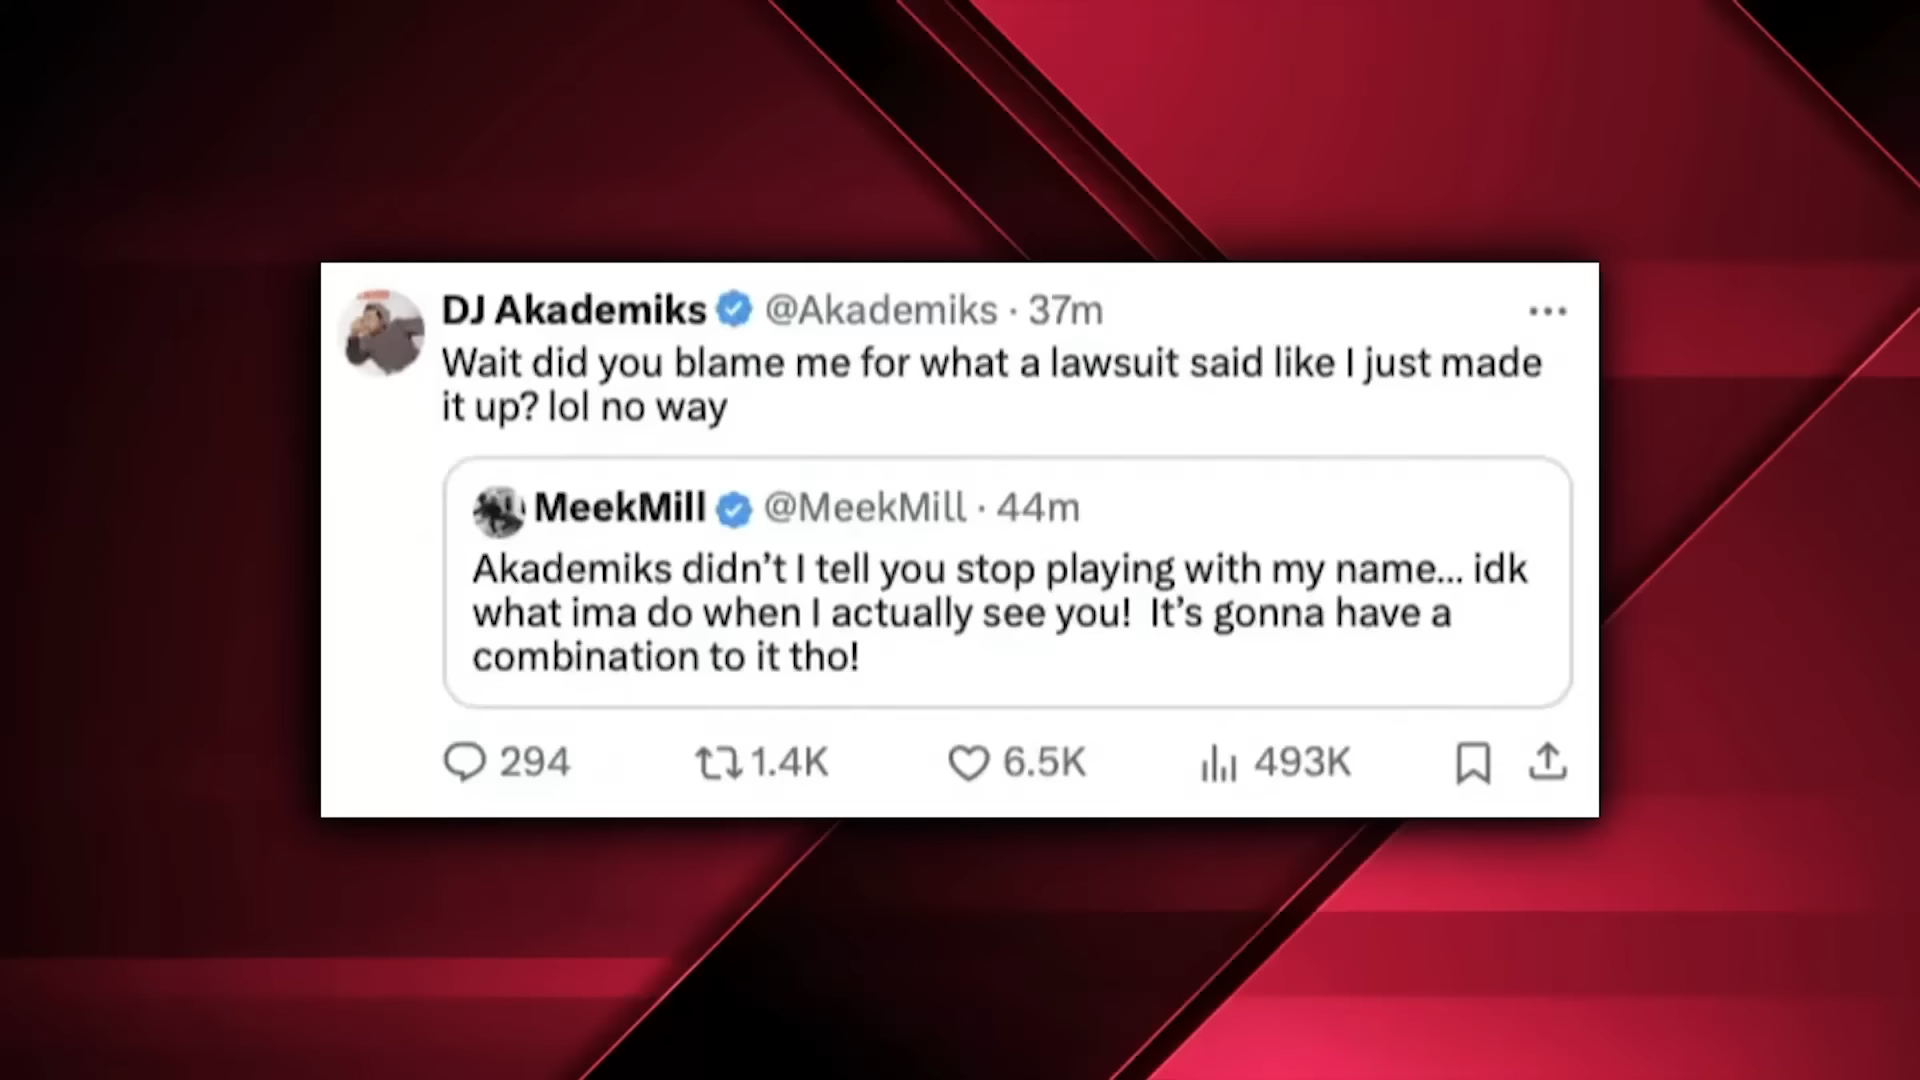 DJ Akademiks @Akademiks · 37m
Wait did you blame me for what a lawsuit said like I just made
it up? lol no way
MeekMill @MeekMill · 44m
Akademiks didn’t I tell you stop playing with my name... idk
what ima do when I actually see you!  It’s gonna have a
combination to it tho!
294 1.4K 6.5K 493K